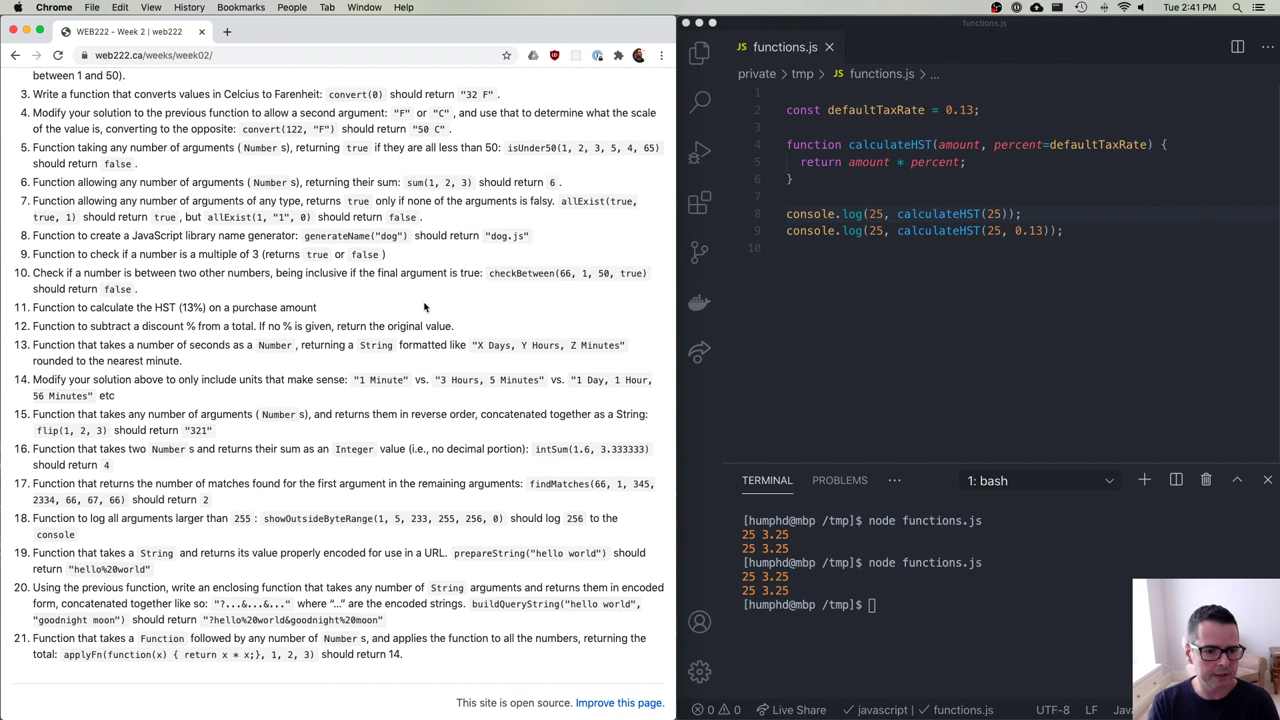 Chrome File Edit View History Bookmarks People Tab Window Help
Tue 2:41 PM
WEB222 - Week 2 | web222
web222.ca/weeks/week02/
between 1 and 50).
3. Write a function that converts values in Celcius to Farenheit: convert(0) should return "32 F".
4. Modify your solution to the previous function to allow a second argument: "F" or "C", and use that to determine what the scale
of the value is, converting to the opposite: convert(122, "F") should return "50 C".
5. Function taking any number of arguments (Numbers), returning true if they are all less than 50: isUnder50(1, 2, 3, 5, 4, 65)
should return false.
6. Function allowing any number of arguments (Numbers), returning their sum: sum(1, 2, 3) should return 6.
7. Function allowing any number of arguments of any type, returns true only if none of the arguments is falsy. allExist(true,
true, 1) should return true, but allExist(1, "1", 0) should return false.
8. Function to create a JavaScript library name generator: generateName("dog") should return "dog.js"
9. Function to check if a number is a multiple of 3 (returns true or false)
10. Check if a number is between two other numbers, being inclusive if the final argument is true: checkBetween(66, 1, 50, true)
should return false.
11. Function to calculate the HST (13%) on a purchase amount
12. Function to subtract a discount % from a total. If no % is given, return the original value.
13. Function that takes a number of seconds as a Number, returning a String formatted like "X Days, Y Hours, Z Minutes"
rounded to the nearest minute.
14. Modify your solution above to only include units that make sense: "1 Minute" vs. "3 Hours, 5 Minutes" vs. "1 Day, 1 Hour,
56 Minutes" etc
15. Function that takes any number of arguments (Numbers), and returns them in reverse order, concatenated together as a String:
flip(1, 2, 3) should return "321"
16. Function that takes two Numbers and returns their sum as an Integer value (i.e., no decimal portion): intSum(1.6, 3.333333)
should return 4
17. Function that returns the number of matches found for the first argument in the remaining arguments: findMatches(66, 1, 345,
2334, 66, 67, 66) should return 2
18. Function to log all arguments larger than 255: showOutsideByteRange(1, 5, 233, 255, 256, 0) should log 256 to the
console
19. Function that takes a String and returns its value properly encoded for use in a URL. prepareString("hello world") should
return "hello%20world"
20. Using the previous function, write an enclosing function that takes any number of String arguments and returns them in encoded
form, concatenated together like so: "?...&...&..." where “...” are the encoded strings. buildQueryString("hello world",
"goodnight moon") should return "?hello%20world&goodnight%20moon"
21. Function that takes a Function followed by any number of Numbers, and applies the function to all the numbers, returning the
total: applyFn(function(x) { return x * x;}, 1, 2, 3) should return 14.
This site is open source. Improve this page.
functions.js
JS functions.js
private > tmp > JS functions.js > ...
1
2 const defaultTaxRate = 0.13;
3
4 function calculateHST(amount, percent=defaultTaxRate) {
5 return amount * percent;
6 }
7
8 console.log(25, calculateHST(25));
9 console.log(25, calculateHST(25, 0.13));
10
TERMINAL PROBLEMS ... 1: bash
[humphd@mbp /tmp]$ node functions.js
25 3.25
25 3.25
[humphd@mbp /tmp]$ node functions.js
25 3.25
25 3.25
[humphd@mbp /tmp]$
0 0 Live Share javascript | functions.js UTF-8 LF